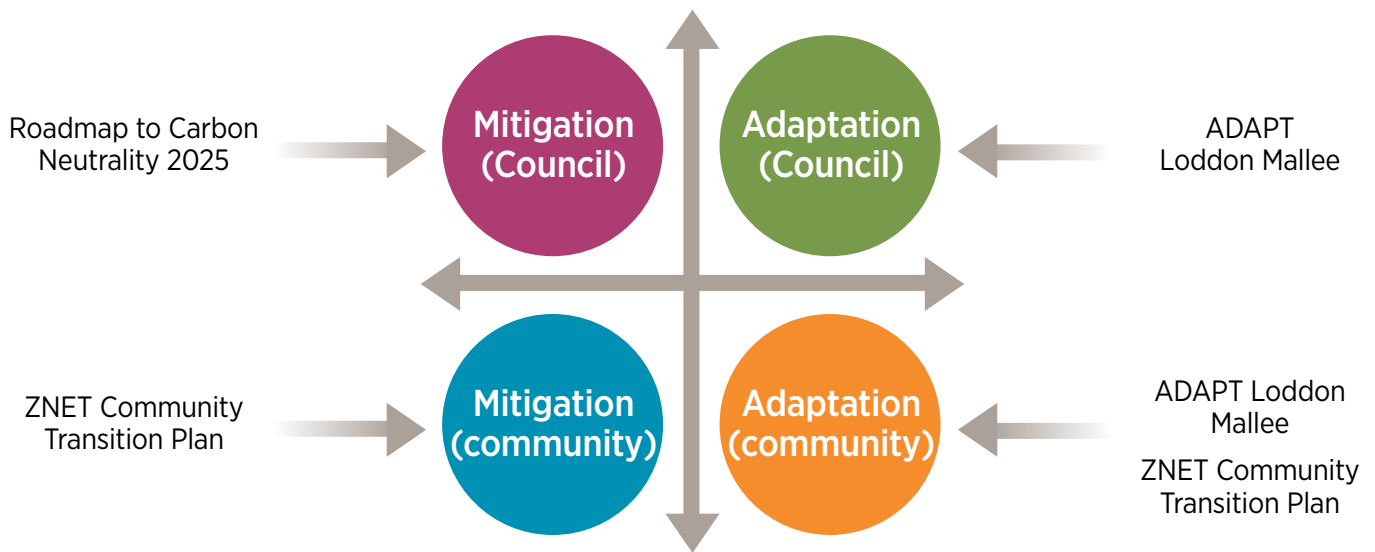 Roadmap to Carbon
Neutrality 2025
Mitigation
(Council)
Adaptation
(Council)
ADAPT
Loddon Mallee
ZNET Community
Transition Plan
Mitigation
(community)
Adaptation
(community)
ADAPT Loddon
Mallee
ZNET Community
Transition Plan